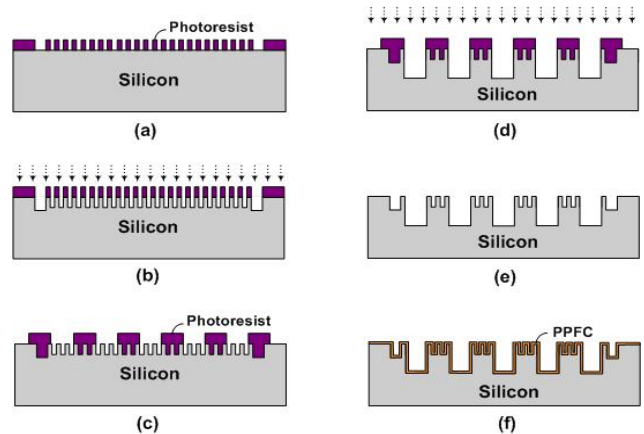 Photoresist
Silicon
(a)
Silicon
(b)
Photoresist
Silicon
(c)
Silicon
(d)
Silicon
(e)
PPFC
Silicon
(f)